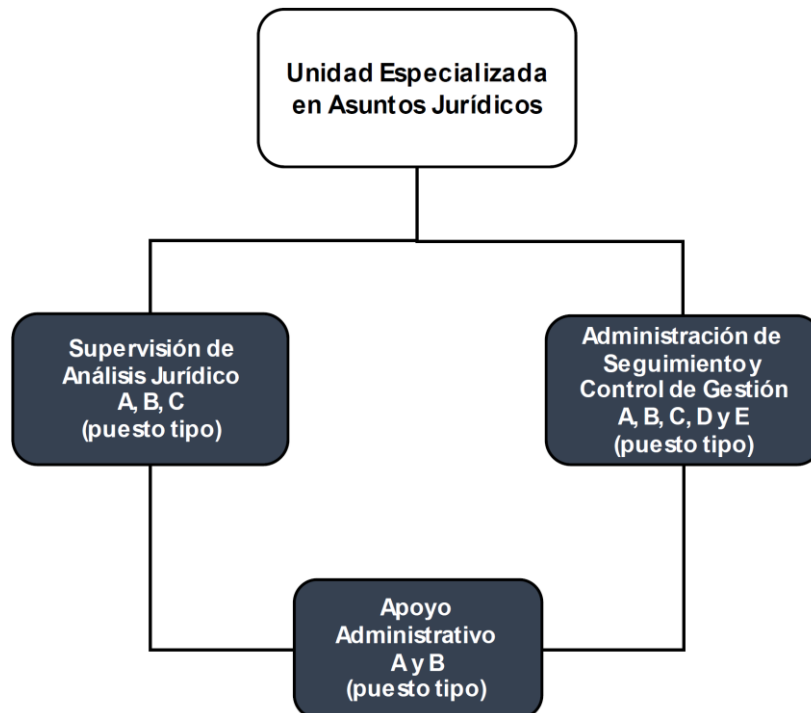 Unidad Especializada
en Asuntos Jurídicos
Supervisión de
Análisis Jurídico
A, B, C
(puesto tipo)
Administración de
Seguimiento y
Control de Gestión
A, B, C, D y E
(puesto tipo)
Apoyo
Administrativo
A y B
(puesto tipo)